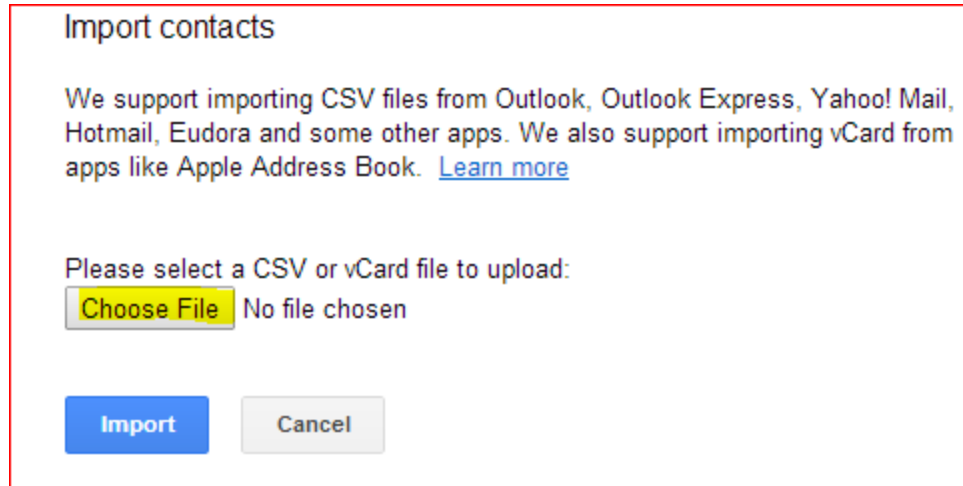 Import contacts
We support importing CSV files from Outlook, Outlook Express, Yahoo! Mail,
Hotmail, Eudora and some other apps. We also support importing vCard from
apps like Apple Address Book. Learn more
Please select a CSV or vCard file to upload:
Choose File No file chosen
Import Cancel